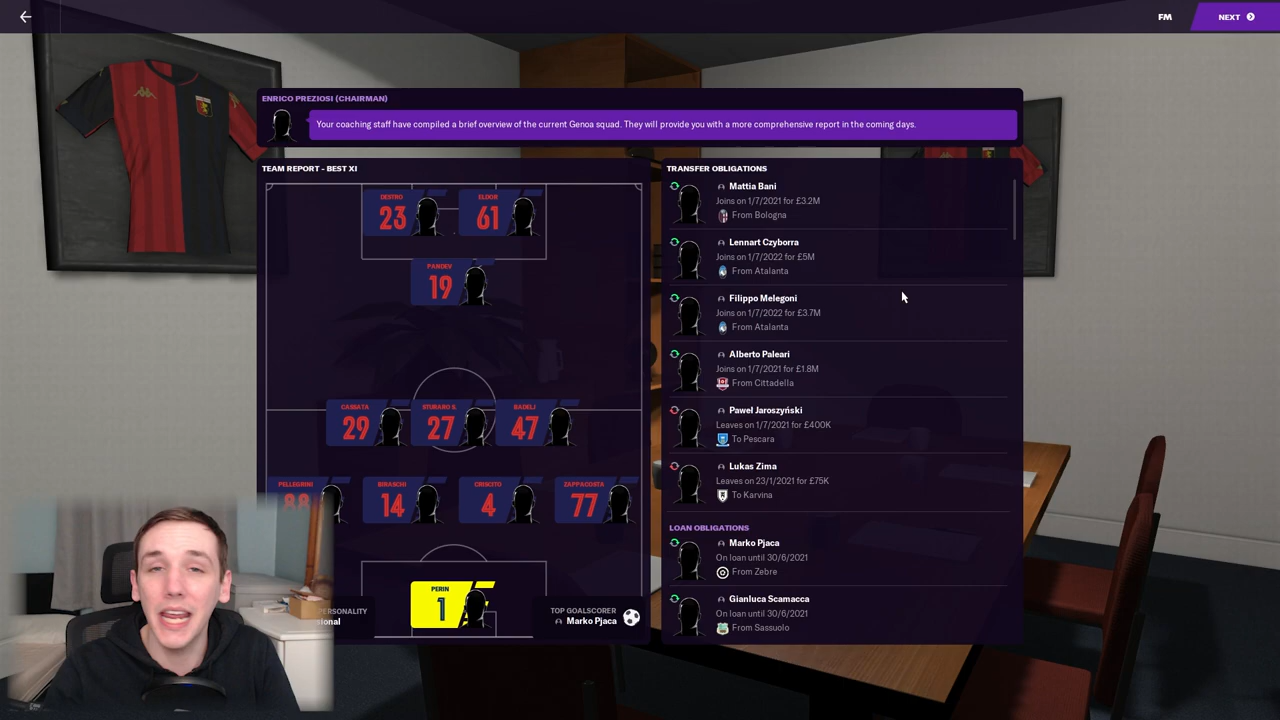 FM
NEXT
ENRICO PREZIOSI (CHAIRMAN)
Your coaching staff have compiled a brief overview of the current Genoa squad. They will provide you with a more comprehensive report in the coming days.
TEAM REPORT - BEST XI
DESTRO
23
ELDOR
61
PANDEV
19
CASSATA
29
STURARO S.
27
BADELJ
47
PELLEGRINI
88
BIRASCHI
14
CRISCITO
4
ZAPPACOSTA
77
PERIN
1
PERSONALITY
sional
TOP GOALSCORER
Marko Pjaca
TRANSFER OBLIGATIONS
Mattia Bani
Joins on 1/7/2021 for £3.2M
From Bologna
Lennart Czyborra
Joins on 1/7/2022 for £5M
From Atalanta
Filippo Melegoni
Joins on 1/7/2022 for £3.7M
From Atalanta
Alberto Paleari
Joins on 1/7/2021 for £1.8M
From Cittadella
Paweł Jaroszyński
Leaves on 1/7/2021 for £400K
To Pescara
Lukas Zima
Leaves on 23/1/2021 for £75K
To Karvina
LOAN OBLIGATIONS
Marko Pjaca
On loan until 30/6/2021
From Zebre
Gianluca Scamacca
On loan until 30/6/2021
From Sassuolo